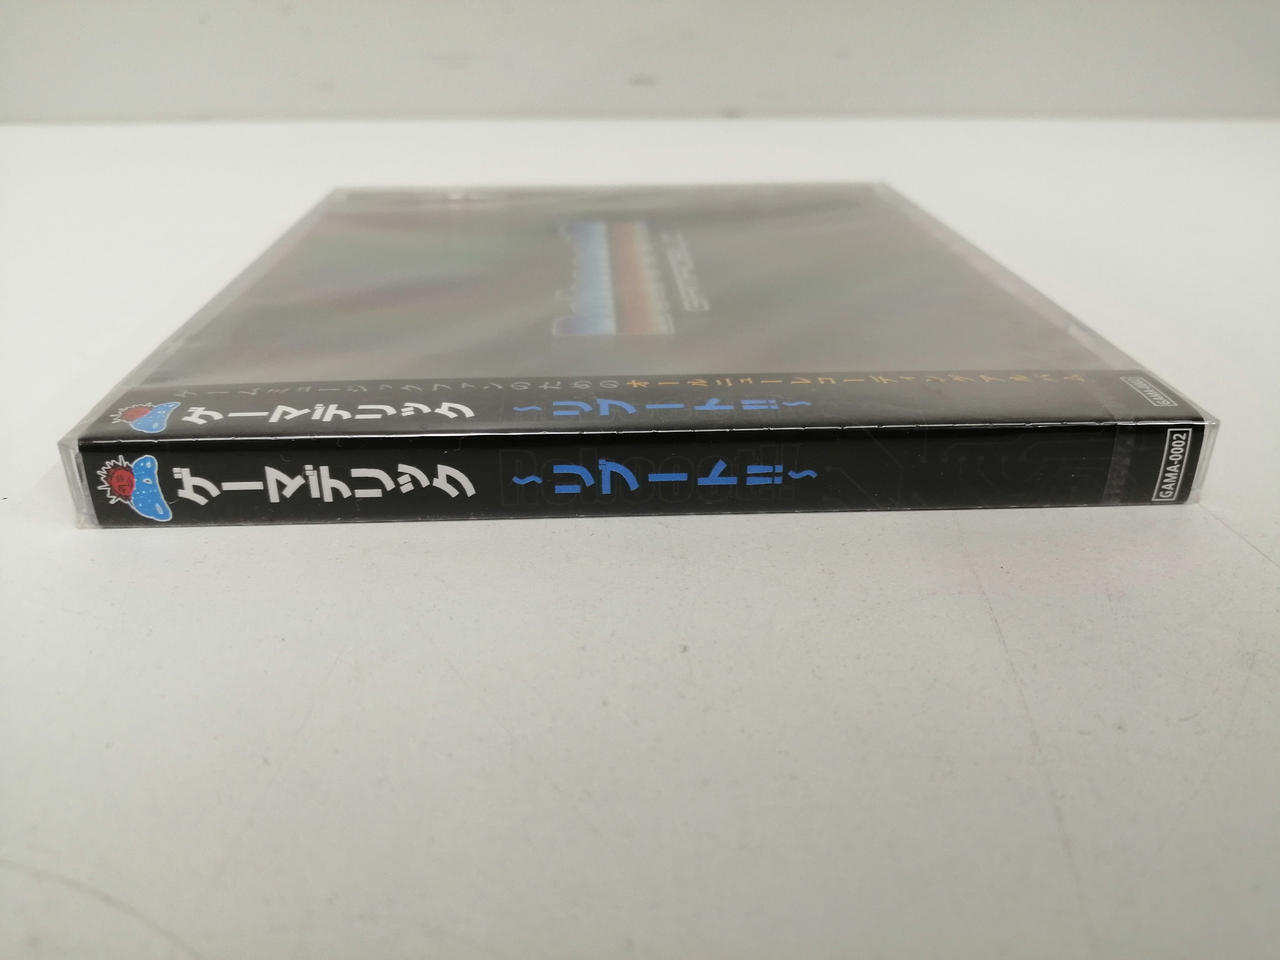 ゲームミュージックファンのためのオールニューレコーディングアルバム
ゲーマデリック ～リブート!!～
ゲーマデリック ～リブート!!～
GAMA-0002